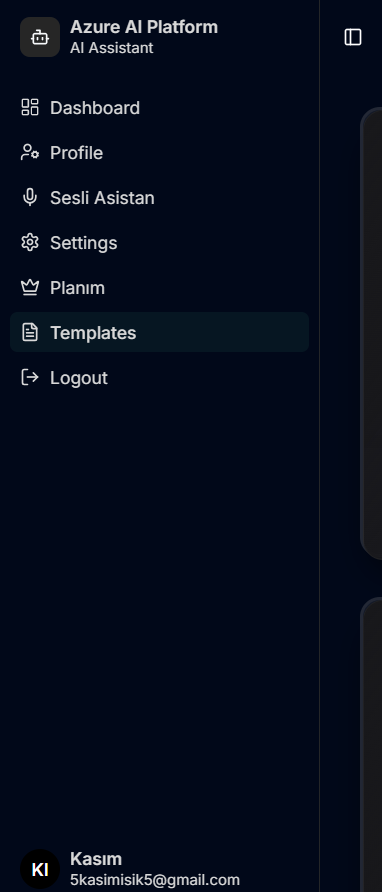 Azure AI Platform
AI Assistant
Dashboard
Profile
Sesli Asistan
Settings
Planım
Templates
Logout
KI
Kasım
5kasimisik5@gmail.com